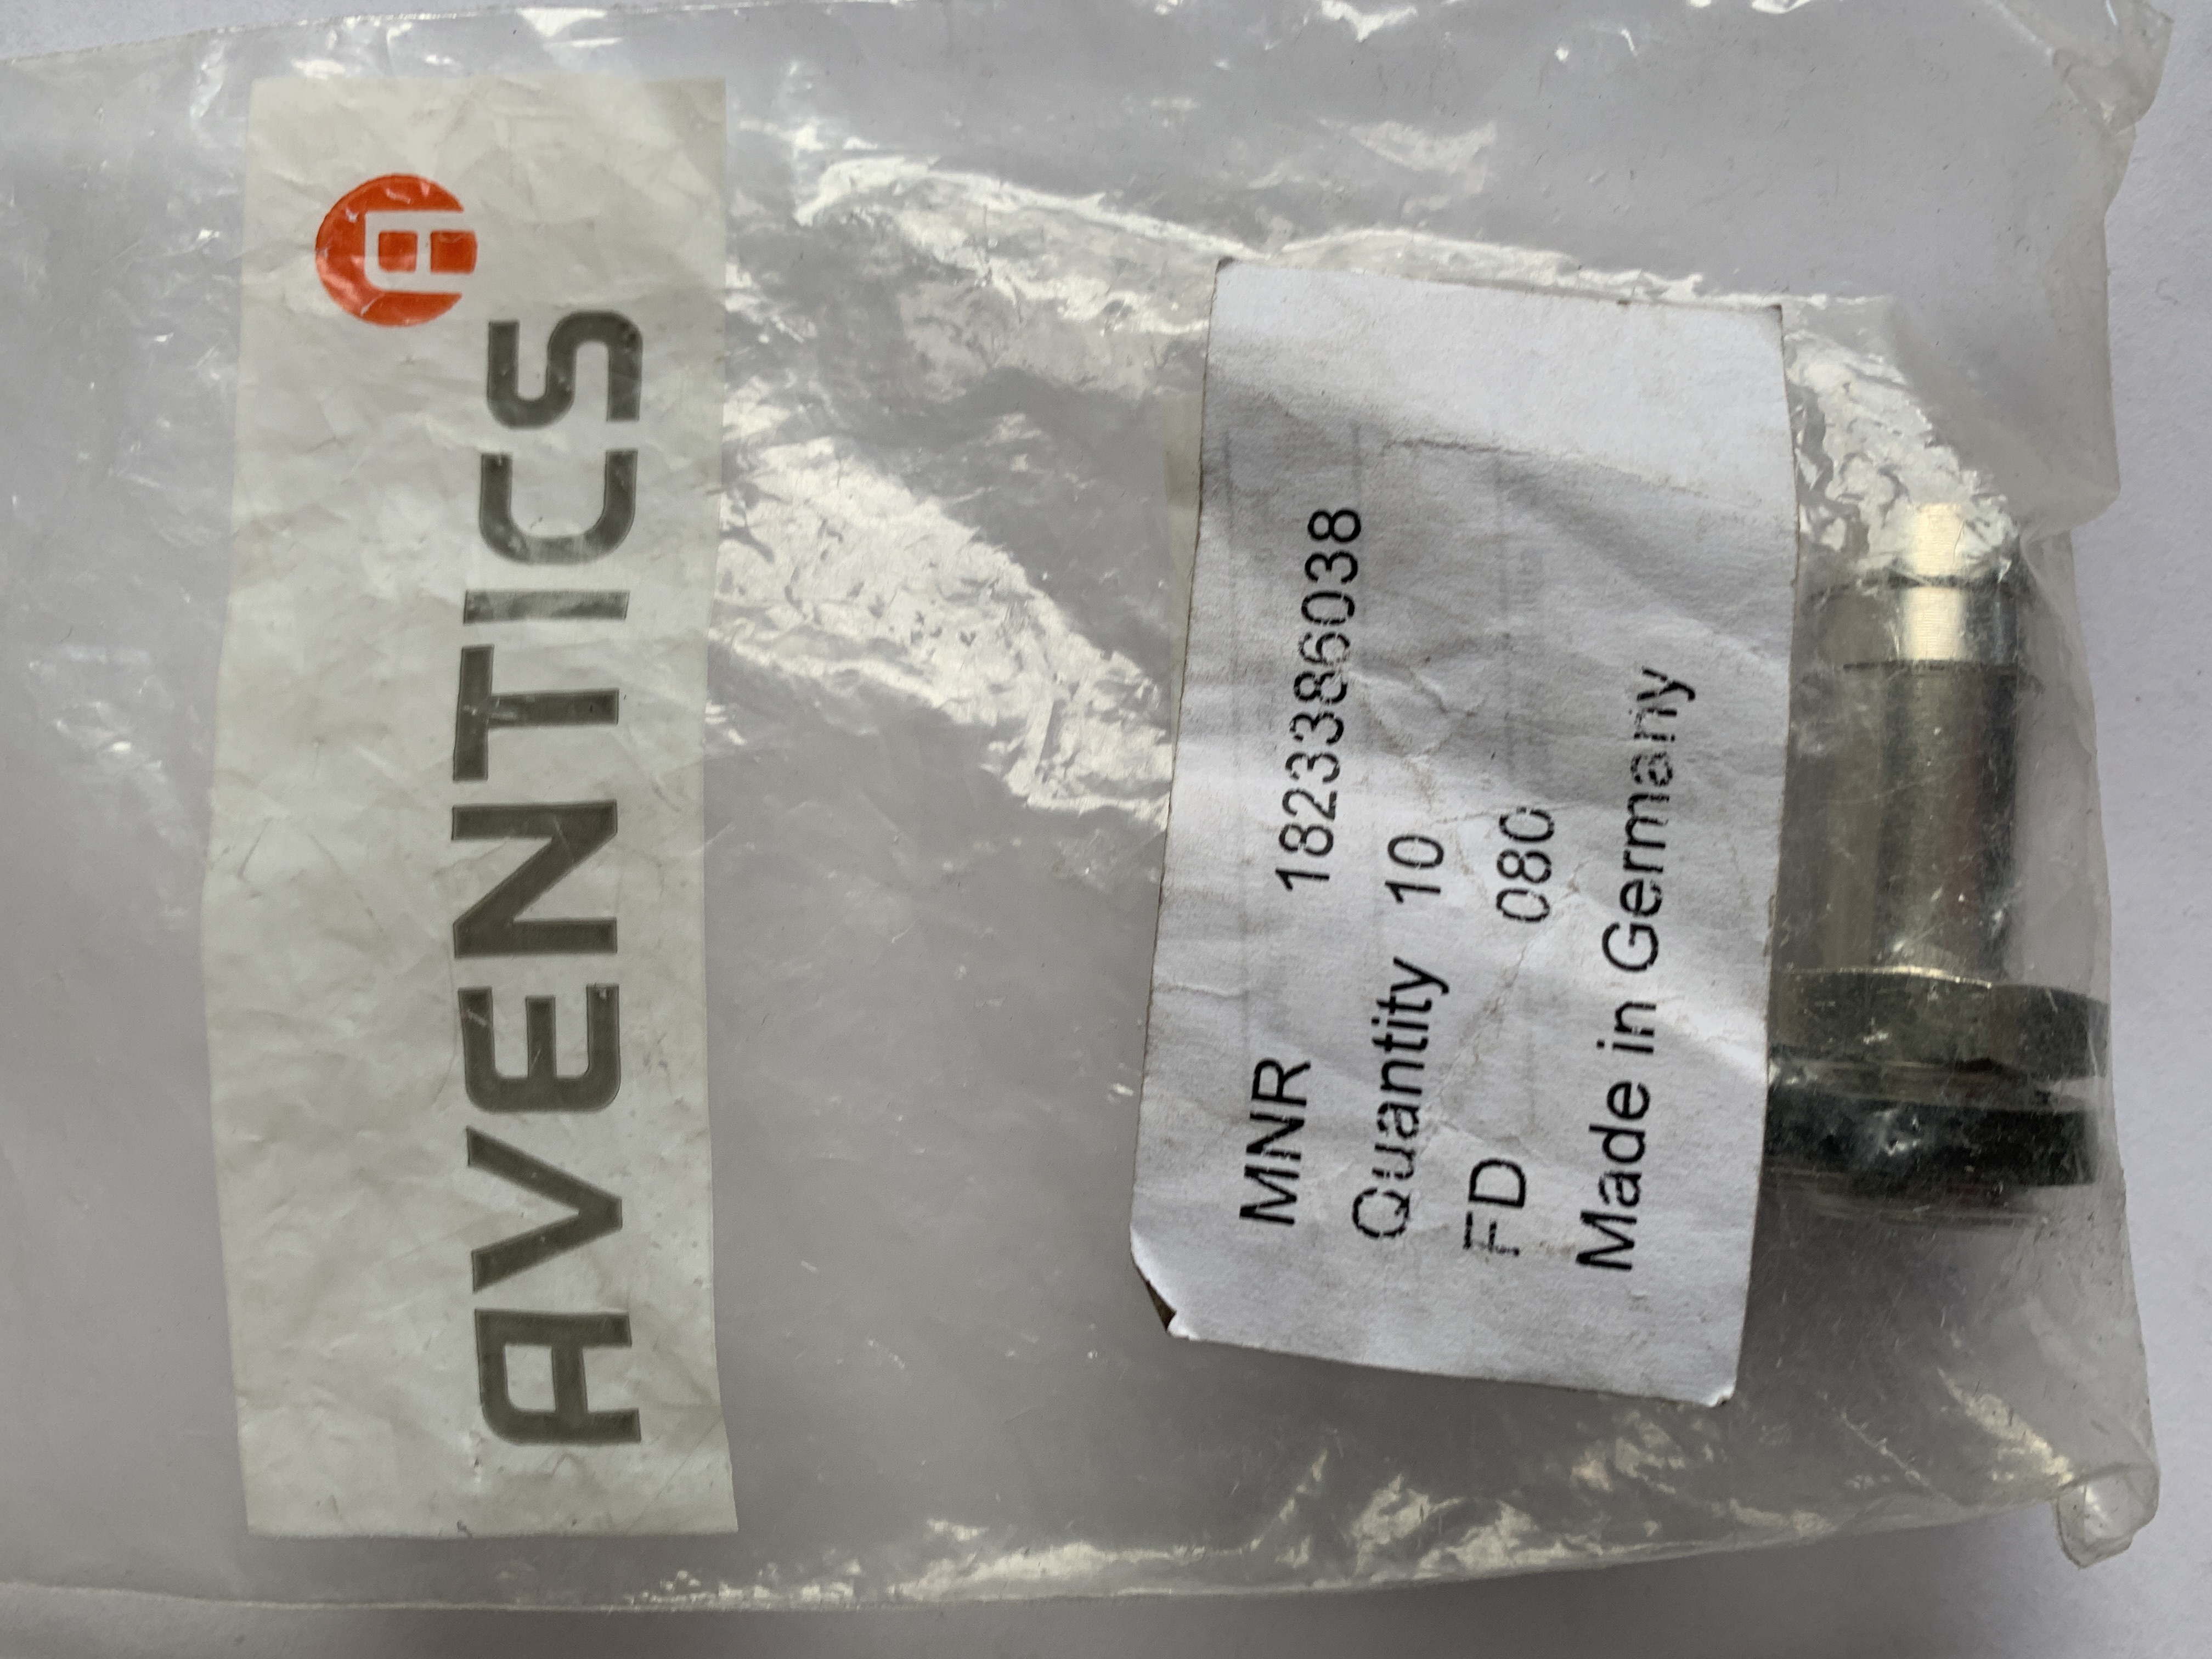 AVENTICS
MNR 1823386038
Quantity 10
FD 080
Made in Germany